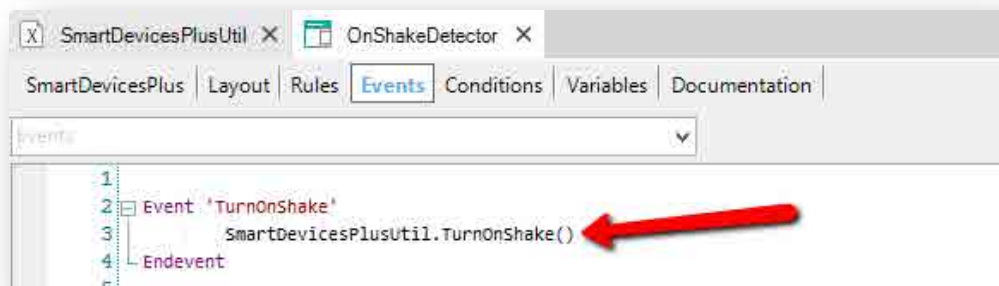 SmartDevicesPlusUtil X OnShakeDetector X
SmartDevicesPlus Layout Rules Events Conditions Variables Documentation
Events
1
2 Event 'TurnOnShake'
3 SmartDevicesPlusUtil.TurnOnShake()
4 Endevent